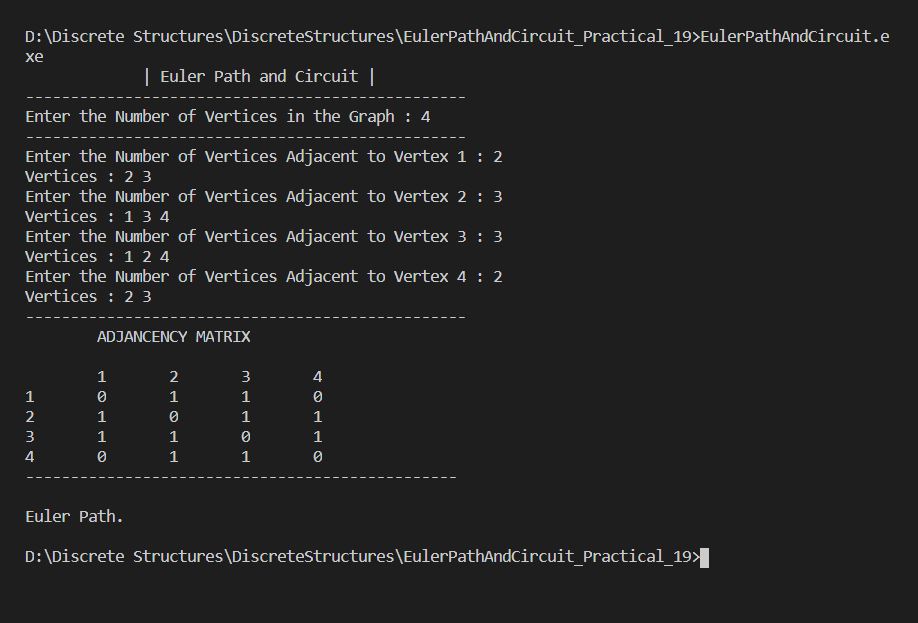 D:\Discrete Structures\DiscreteStructures\EulerPathAndCircuit_Practical_19>EulerPathAndCircuit.e
xe
| Euler Path and Circuit |
-------------------------------------------------
Enter the Number of Vertices in the Graph : 4
-------------------------------------------------
Enter the Number of Vertices Adjacent to Vertex 1 : 2
Vertices : 2 3
Enter the Number of Vertices Adjacent to Vertex 2 : 3
Vertices : 1 3 4
Enter the Number of Vertices Adjacent to Vertex 3 : 3
Vertices : 1 2 4
Enter the Number of Vertices Adjacent to Vertex 4 : 2
Vertices : 2 3
-------------------------------------------------
ADJANCENCY MATRIX
1 2 3 4
1 0 1 1 0
2 1 0 1 1
3 1 1 0 1
4 0 1 1 0
------------------------------------------------
Euler Path.
D:\Discrete Structures\DiscreteStructures\EulerPathAndCircuit_Practical_19>